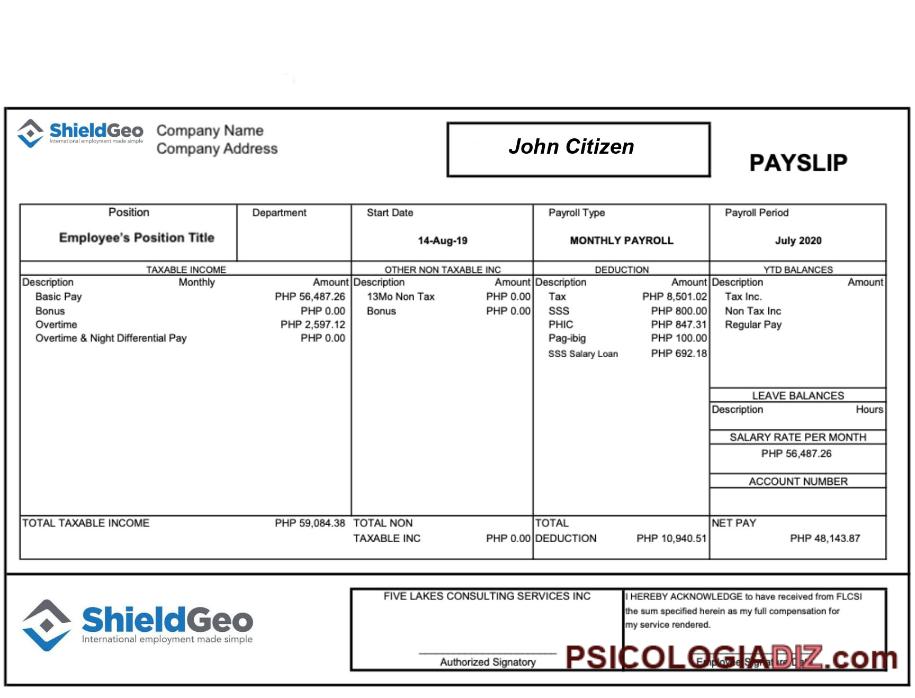 ShieldGeo
International employment made simple
Company Name
Company Address
John Citizen
PAYSLIP
Position
Employee's Position Title
Department
Start Date
14-Aug-19
Payroll Type
MONTHLY PAYROLL
Payroll Period
July 2020
TAXABLE INCOME
Description Monthly Amount
Basic Pay PHP 56,487.26
Bonus PHP 0.00
Overtime PHP 2,597.12
Overtime & Night Differential Pay PHP 0.00
OTHER NON TAXABLE INC
Description Amount
13Mo Non Tax PHP 0.00
Bonus PHP 0.00
DEDUCTION
Description Amount
Tax PHP 8,501.02
SSS PHP 800.00
PHIC PHP 847.31
Pag-ibig PHP 100.00
SSS Salary Loan PHP 692.18
YTD BALANCES
Description Amount
Tax Inc.
Non Tax Inc
Regular Pay
LEAVE BALANCES
Description Hours
SALARY RATE PER MONTH
PHP 56,487.26
ACCOUNT NUMBER
TOTAL TAXABLE INCOME PHP 59,084.38
TOTAL NON
TAXABLE INC PHP 0.00
TOTAL
DEDUCTION PHP 10,940.51
NET PAY
PHP 48,143.87
ShieldGeo
International employment made simple
FIVE LAKES CONSULTING SERVICES INC
Authorized Signatory
I HEREBY ACKNOWLEDGE to have received from FLCSI
the sum specified herein as my full compensation for
my service rendered.
Employee Signature
PSICOLOGIADIZ.com